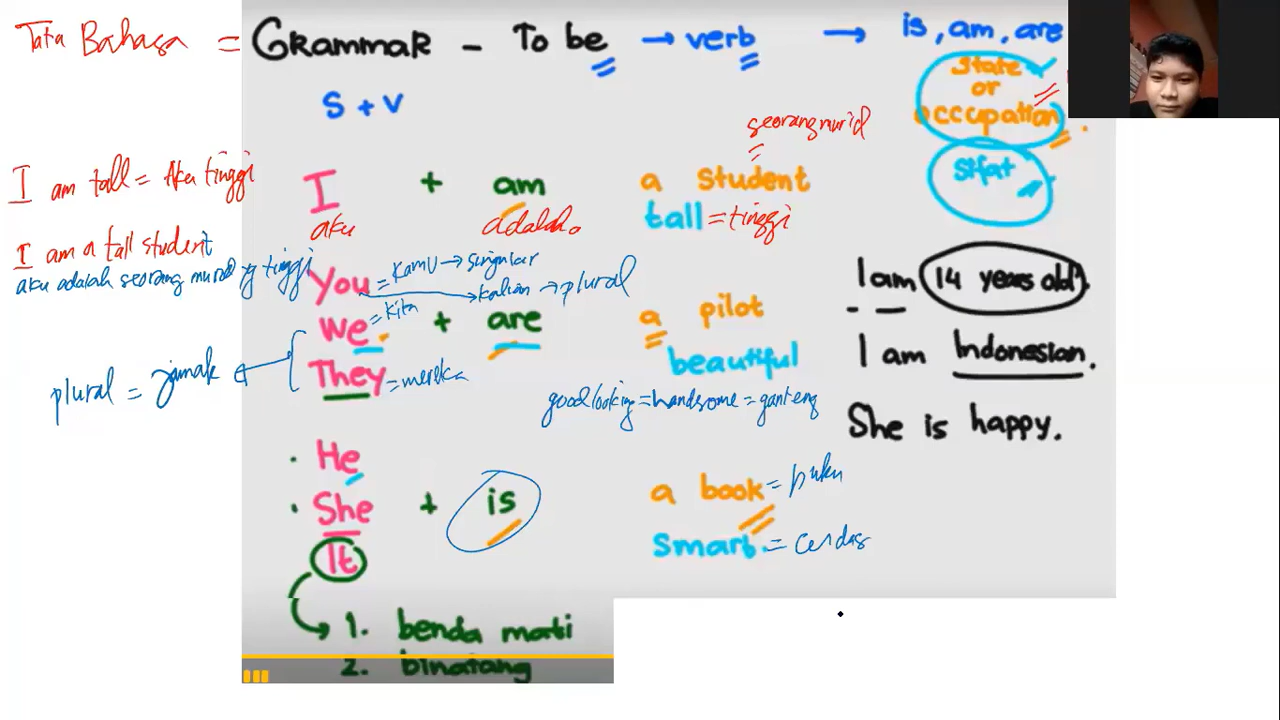 Tata Bahasa = GRAMMAR - To be → verb → is, am, are
S + V
state
or
occupation
sifat
seorang murid
I am tall = Aku tinggi
I + am a student
aku adalah tall = tinggi
I am a tall student
aku adalah seorang murid yg tinggi
You = Kamu → singular
kalian → plural
We = kita + are a pilot
They = mereka beautiful
plural = jamak
good looking = handsome = ganteng
I am 14 years old.
I am Indonesian.
She is happy.
He
She + is a book = buku
It smart. = cerdas
1. benda mati
2. binatang